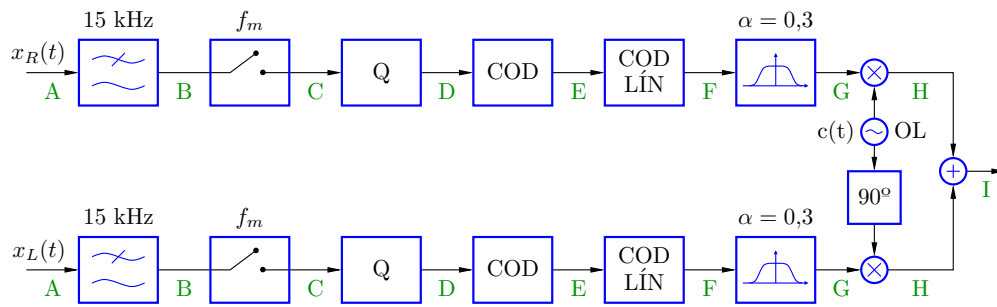 15 kHz
f_m
α = 0,3
x_R(t)
Q
COD
COD
LÍN
A
B
C
D
E
F
G
H
c(t)
OL
I
90º
15 kHz
f_m
α = 0,3
x_L(t)
Q
COD
COD
LÍN
A
B
C
D
E
F
G
H